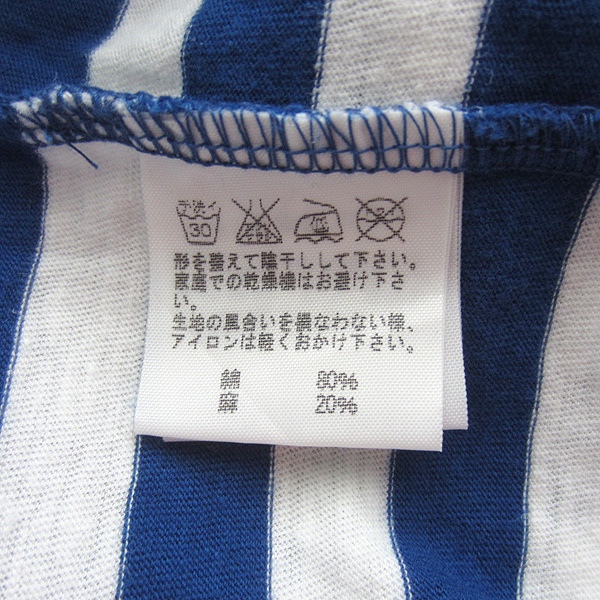 30
形を整えて陰干しして下さい。
家庭での乾燥機はお避け下さ
い。
生地の風合いを損なわない様、
アイロンは軽くおかけ下さい。
綿 80%
麻 20%